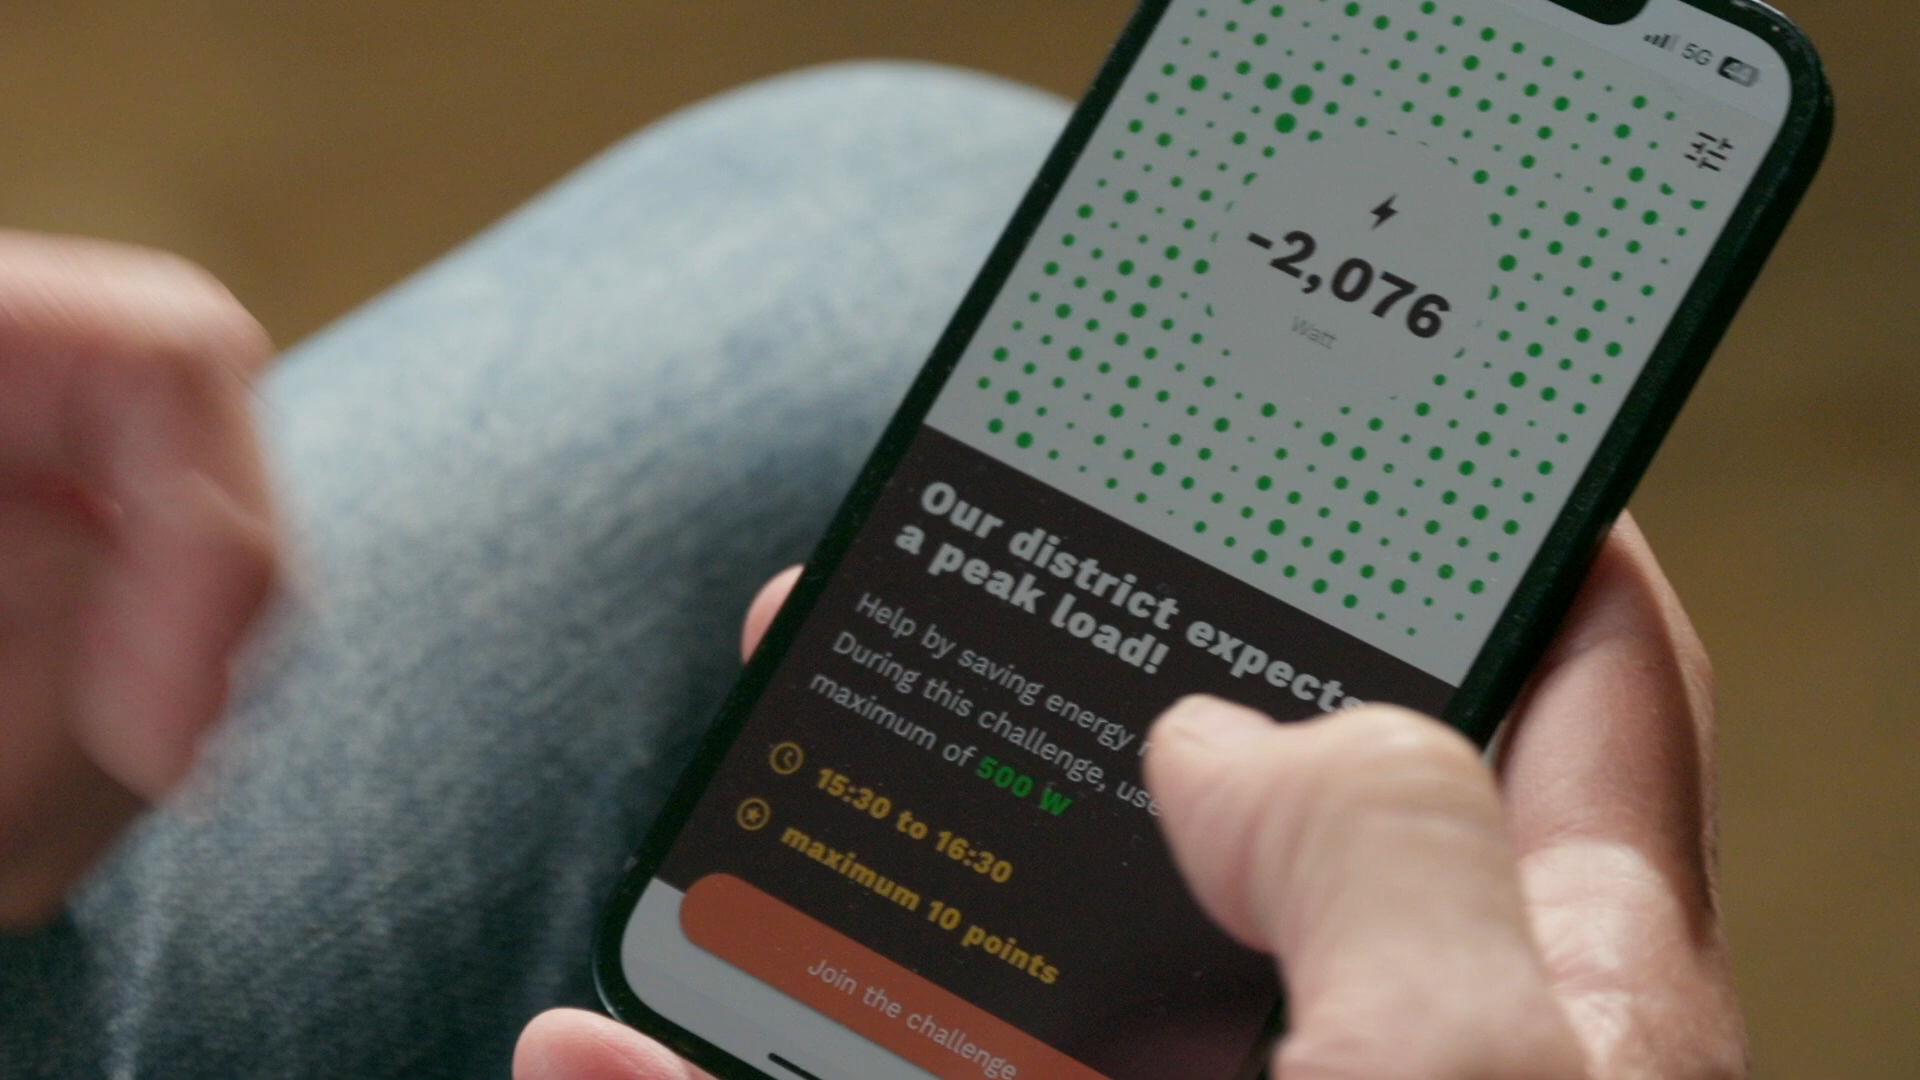 5G
-2,076
Watt
Our district expects
a peak load!
Help by saving energy
During this challenge, use
maximum of 500 W
15:30 to 16:30
maximum 10 points
Join the challenge